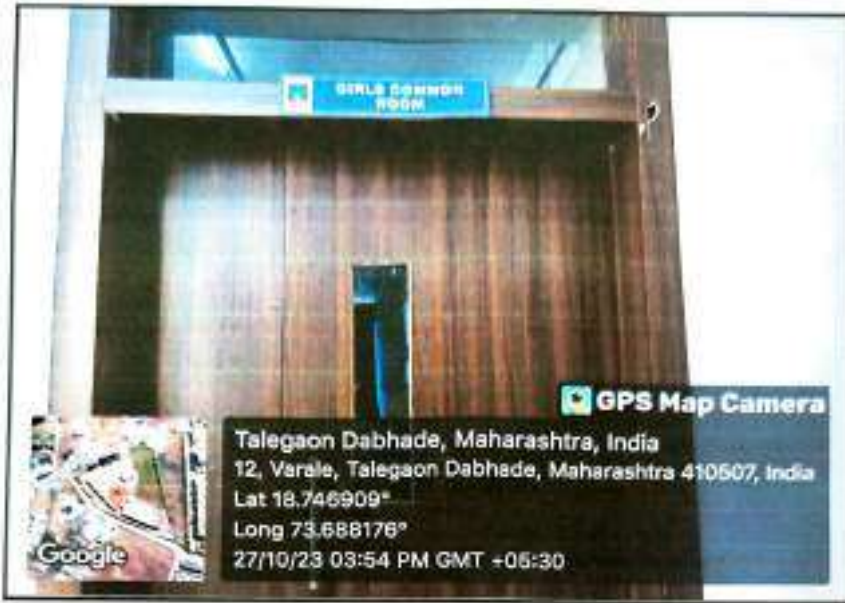 GIRLS COMMON
ROOM
GPS Map Camera
Talegaon Dabhade, Maharashtra, India
12, Varale, Talegaon Dabhade, Maharashtra 410507, India
Lat 18.746909°
Long 73.688176°
27/10/23 03:54 PM GMT +05:30
Google